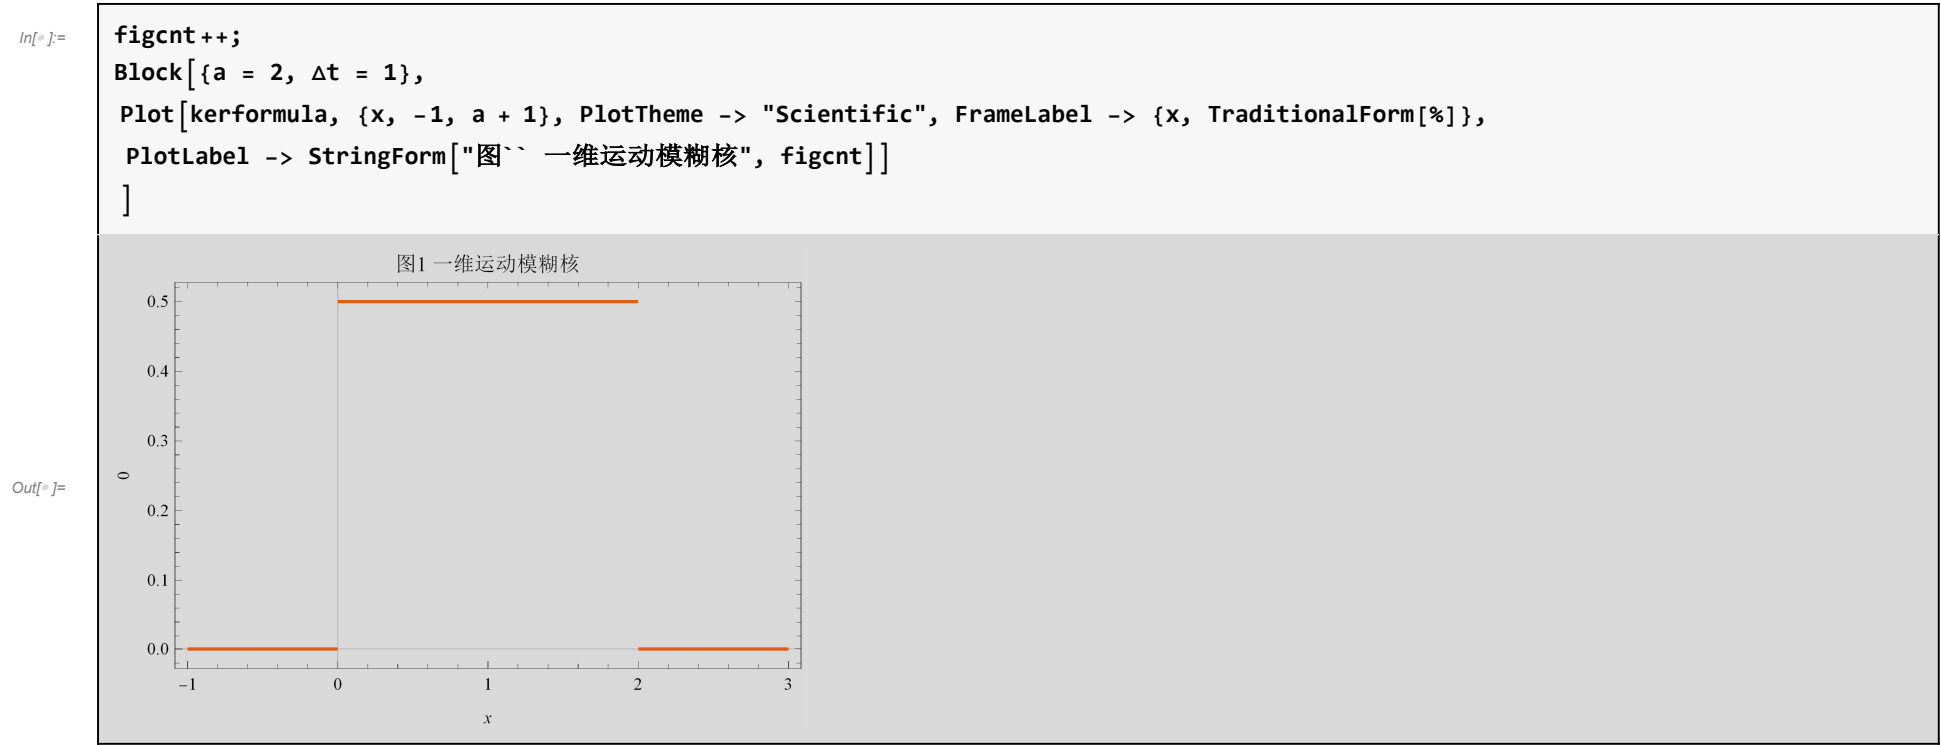 In[ ]:=
figcnt++;
Block[{a = 2, Δt = 1},
Plot[kerformula, {x, -1, a + 1}, PlotTheme -> "Scientific", FrameLabel -> {x, TraditionalForm[%]},
PlotLabel -> StringForm["图`` 一维运动模糊核", figcnt]]
]
Out[ ]=
图1 一维运动模糊核
0.5
0.4
0.3
0
0.2
0.1
0.0
-1 0 1 2 3
x